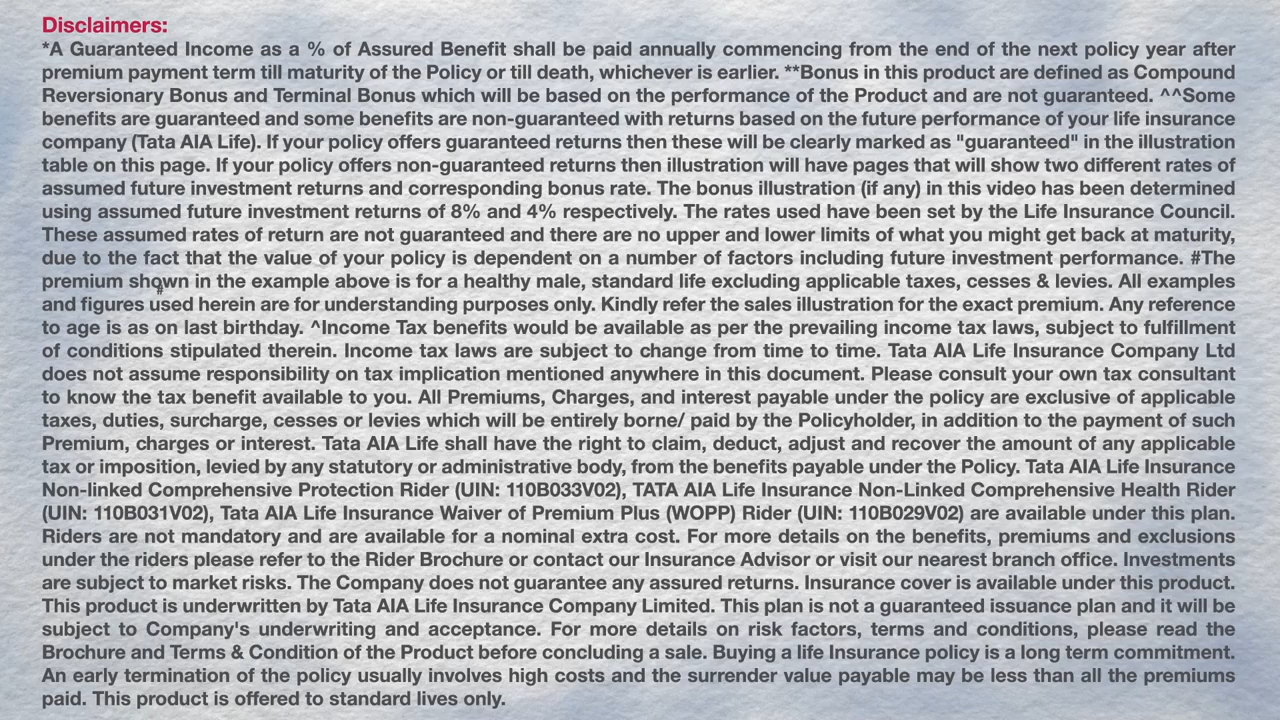 Disclaimers:
*A Guaranteed Income as a % of Assured Benefit shall be paid annually commencing from the end of the next policy year after
premium payment term till maturity of the Policy or till death, whichever is earlier. **Bonus in this product are defined as Compound
Reversionary Bonus and Terminal Bonus which will be based on the performance of the Product and are not guaranteed. ^^Some
benefits are guaranteed and some benefits are non-guaranteed with returns based on the future performance of your life insurance
company (Tata AIA Life). If your policy offers guaranteed returns then these will be clearly marked as "guaranteed" in the illustration
table on this page. If your policy offers non-guaranteed returns then illustration will have pages that will show two different rates of
assumed future investment returns and corresponding bonus rate. The bonus illustration (if any) in this video has been determined
using assumed future investment returns of 8% and 4% respectively. The rates used have been set by the Life Insurance Council.
These assumed rates of return are not guaranteed and there are no upper and lower limits of what you might get back at maturity,
due to the fact that the value of your policy is dependent on a number of factors including future investment performance. #The
premium shown in the example above is for a healthy male, standard life excluding applicable taxes, cesses & levies. All examples
#
and figures used herein are for understanding purposes only. Kindly refer the sales illustration for the exact premium. Any reference
to age is as on last birthday. ^Income Tax benefits would be available as per the prevailing income tax laws, subject to fulfillment
of conditions stipulated therein. Income tax laws are subject to change from time to time. Tata AIA Life Insurance Company Ltd
does not assume responsibility on tax implication mentioned anywhere in this document. Please consult your own tax consultant
to know the tax benefit available to you. All Premiums, Charges, and interest payable under the policy are exclusive of applicable
taxes, duties, surcharge, cesses or levies which will be entirely borne/ paid by the Policyholder, in addition to the payment of such
Premium, charges or interest. Tata AIA Life shall have the right to claim, deduct, adjust and recover the amount of any applicable
tax or imposition, levied by any statutory or administrative body, from the benefits payable under the Policy. Tata AIA Life Insurance
Non-linked Comprehensive Protection Rider (UIN: 110B033V02), TATA AIA Life Insurance Non-Linked Comprehensive Health Rider
(UIN: 110B031V02), Tata AIA Life Insurance Waiver of Premium Plus (WOPP) Rider (UIN: 110B029V02) are available under this plan.
Riders are not mandatory and are available for a nominal extra cost. For more details on the benefits, premiums and exclusions
under the riders please refer to the Rider Brochure or contact our Insurance Advisor or visit our nearest branch office. Investments
are subject to market risks. The Company does not guarantee any assured returns. Insurance cover is available under this product.
This product is underwritten by Tata AIA Life Insurance Company Limited. This plan is not a guaranteed issuance plan and it will be
subject to Company's underwriting and acceptance. For more details on risk factors, terms and conditions, please read the
Brochure and Terms & Condition of the Product before concluding a sale. Buying a life Insurance policy is a long term commitment.
An early termination of the policy usually involves high costs and the surrender value payable may be less than all the premiums
paid. This product is offered to standard lives only.